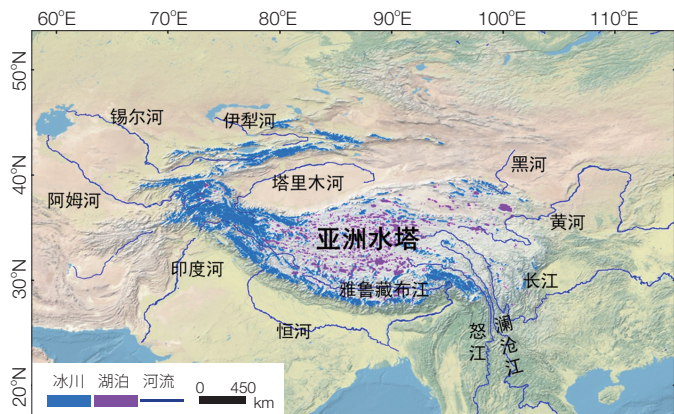 60°E 70°E 80°E 90°E 100°E 110°E
50°N
40°N
30°N
20°N
锡尔河
伊犁河
黑河
塔里木河
阿姆河
黄河
亚洲水塔
印度河
长江
雅鲁藏布江
恒河
怒江
澜沧江
冰川 湖泊 河流 0 450
km